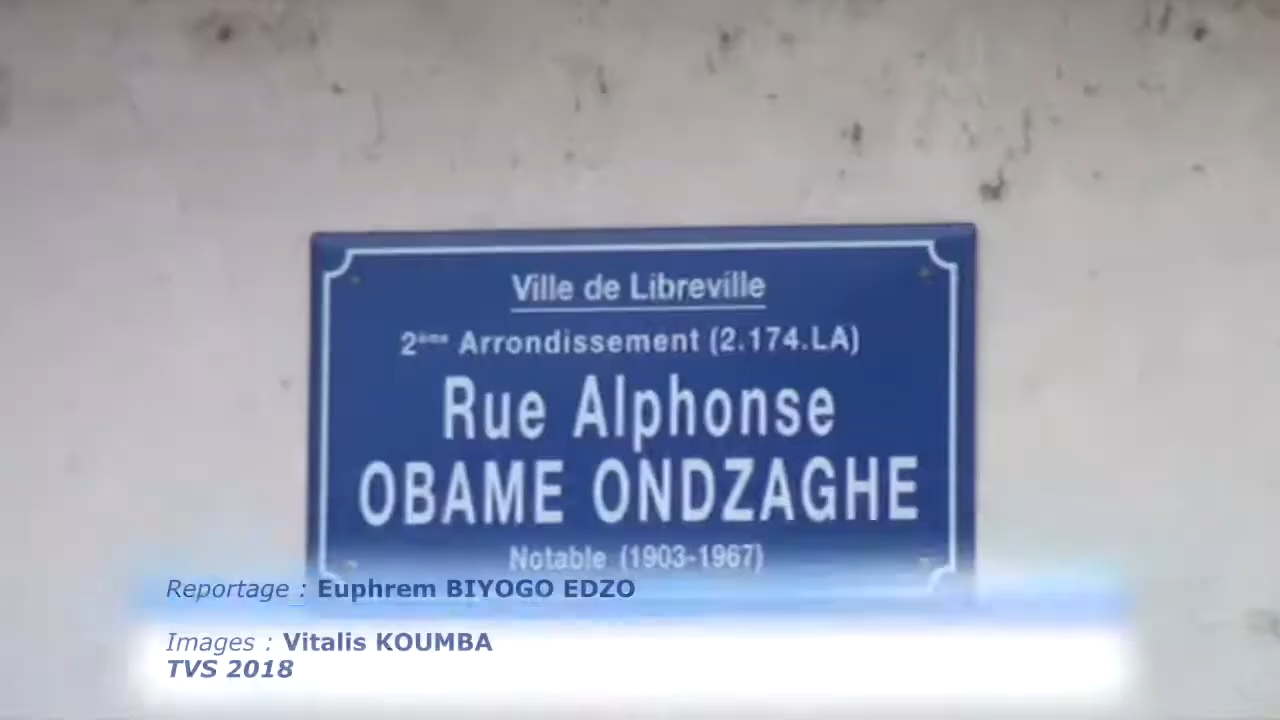 Ville de Libreville
2ème Arrondissement (2.174.LA)
Rue Alphonse
OBAME ONDZAGHE
Notable (1903-1967)
Reportage : Euphrem BIYOGO EDZO
Images : Vitalis KOUMBA
TVS 2018